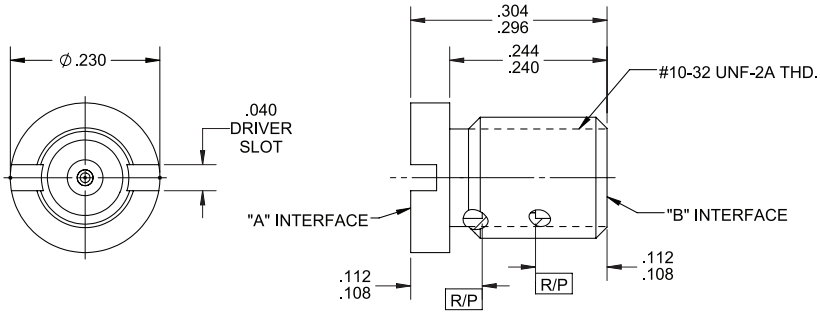 .304
.296
Ø .230
.244
.240
#10-32 UNF-2A THD.
.040
DRIVER
SLOT
"A" INTERFACE
"B" INTERFACE
.112
.108
R/P
R/P
.112
.108